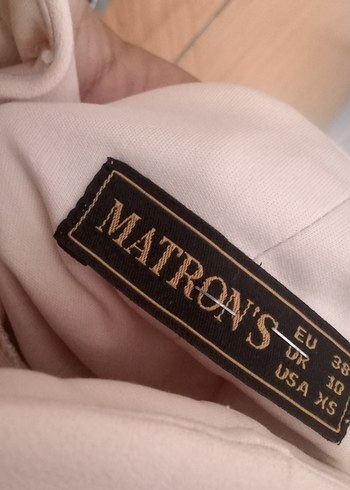 MATRON'S
EU 38
UK 10
USA XS